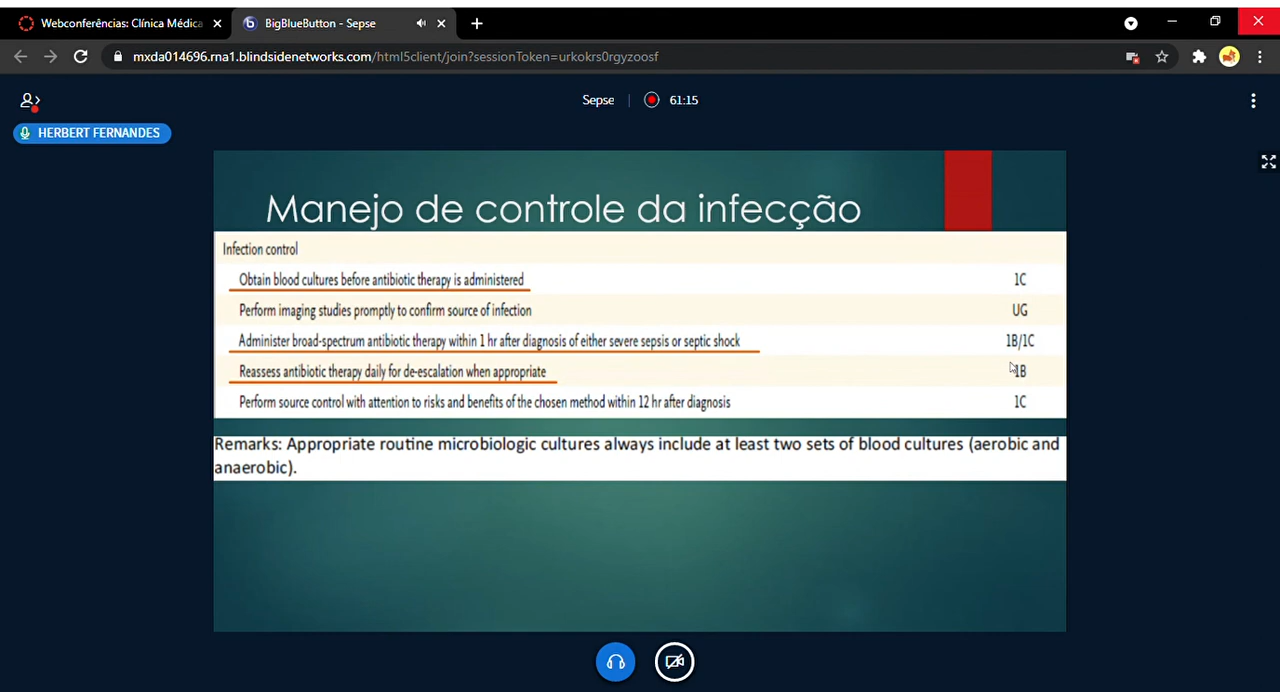 Webconferências: Clínica Médica
BigBlueButton - Sepse
mxda014696.rna1.blindsidenetworks.com/html5client/join?sessionToken=urkokrs0rgyzoosf
Sepse
61:15
HERBERT FERNANDES
Manejo de controle da infecção
Infection control
Obtain blood cultures before antibiotic therapy is administered 1C
Perform imaging studies promptly to confirm source of infection UG
Administer broad-spectrum antibiotic therapy within 1 hr after diagnosis of either severe sepsis or septic shock 1B/1C
Reassess antibiotic therapy daily for de-escalation when appropriate 1B
Perform source control with attention to risks and benefits of the chosen method within 12 hr after diagnosis 1C
Remarks: Appropriate routine microbiologic cultures always include at least two sets of blood cultures (aerobic and
anaerobic).